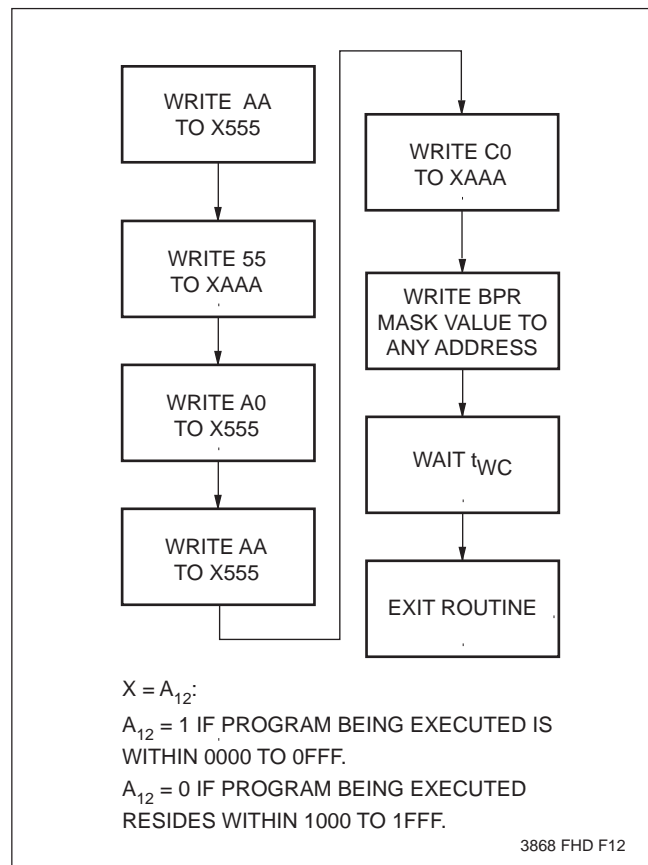 WRITE AA
TO X555
WRITE 55
TO XAAA
WRITE A0
TO X555
WRITE AA
TO X555
WRITE C0
TO XAAA
WRITE BPR
MASK VALUE TO
ANY ADDRESS
WAIT tWC
EXIT ROUTINE
X = A12:
A12 = 1 IF PROGRAM BEING EXECUTED IS
WITHIN 0000 TO 0FFF.
A12 = 0 IF PROGRAM BEING EXECUTED
RESIDES WITHIN 1000 TO 1FFF.
3868 FHD F12